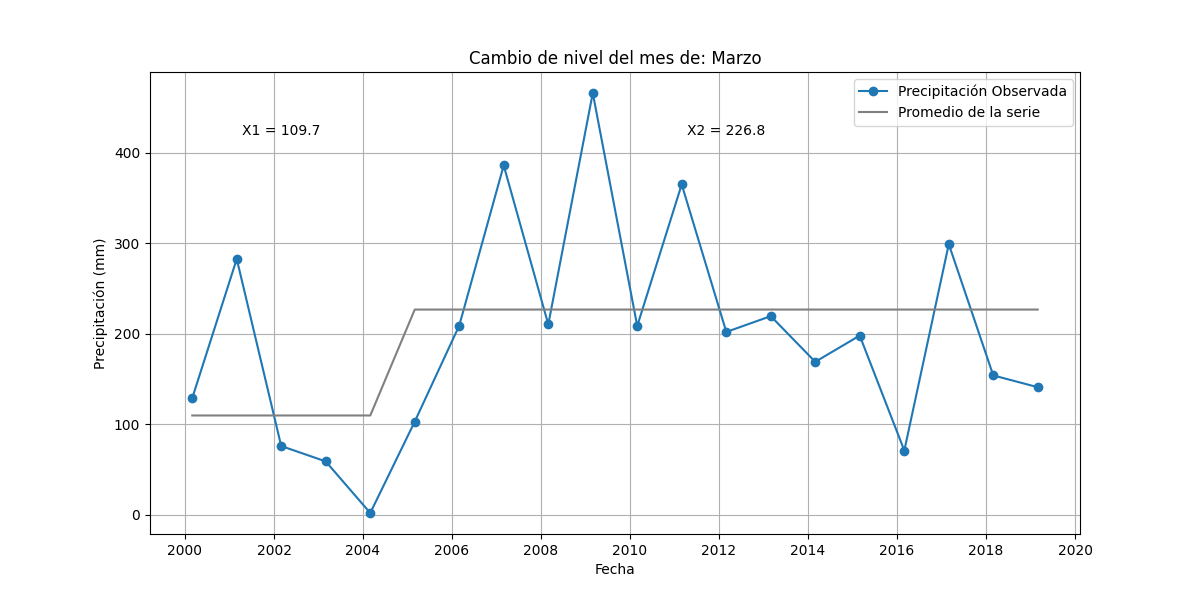 Cambio de nivel del mes de: Marzo
Precipitación Observada
Promedio de la serie
X1 = 109.7
X2 = 226.8
Precipitación (mm)
400
300
200
100
0
2000 2002 2004 2006 2008 2010 2012 2014 2016 2018 2020
Fecha